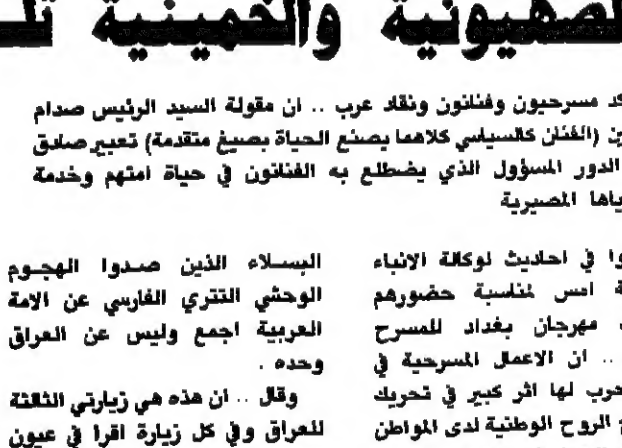 لصهيونية والخمينية تلـ
كد مسرحيون وفنانون ونقاد عرب .. ان مقولة السيد الرئيس صدام
ين (الفنان كالسياسي كلاهما يصنع الحياة بصيغ متقدمة) تعبير صادق
الدور المسؤول الذي يضطلع به الفنانون في حياة امتهم وخدمة
ياها المصيرية
وا في احاديث لوكالة الانباء
ة امس لمناسبة حضورهم
مهرجان بغداد للمسرح
.. ان الاعمال المسرحية في
حرب لها اثر كبير في تحريك
ج الروح الوطنية لدى المواطن
البسلاء الذين صدوا الهجوم
الوحشي التتري الفارسي عن الامة
العربية اجمع وليس عن العراق
وحده .
وقال .. ان هذه هي زيارتي الثالثة
للعراق وفي كل زيارة اقرا في عيون